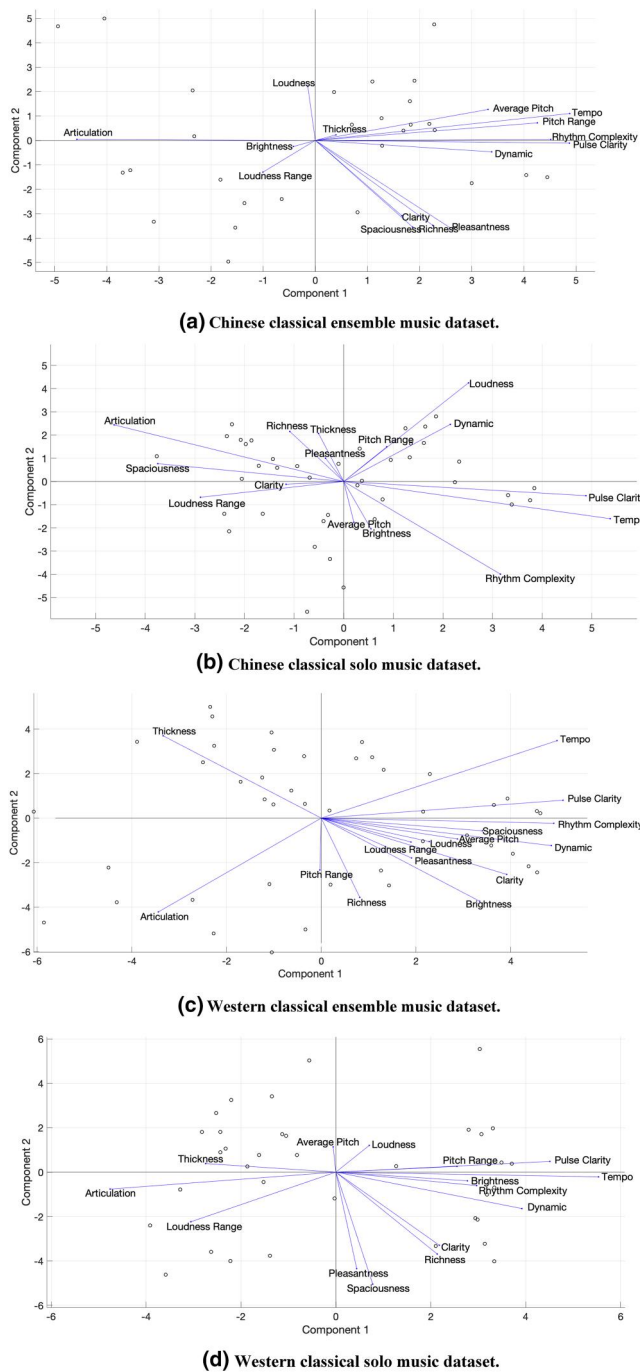 5
4
3
2
1
0
-1
-2
-3
-4
-5
Component 2
Loudness
Average Pitch
Tempo
Thickness
Pitch Range
Articulation
Rhythm Complexity
Brightness
Pulse Clarity
Dynamic
Loudness Range
Clarity
Spaciousness
Richness
Pleasantness
-5 -4 -3 -2 -1 0 1 2 3 4 5
Component 1
(a) Chinese classical ensemble music dataset.
5
4
3
2
1
0
-1
-2
-3
-4
-5
Component 2
Loudness
Articulation
Richness
Thickness
Dynamic
Pitch Range
Pleasantness
Spaciousness
Clarity
Loudness Range
Pulse Clarit
Average Pitch
Tempo
Brightness
Rhythm Complexity
-5 -4 -3 -2 -1 0 1 2 3 4 5
Component 1
(b) Chinese classical solo music dataset.
4
2
0
-2
-4
-6
Component 2
Thickness
Tempo
Pulse Clarity
Rhythm Complexity
Spaciousness
Average Pitch
Loudness
Loudness Range
Dynamic
Pleasantness
Pitch Range
Clarity
Richness
Brightness
Articulation
-6 -4 -2 0 2 4
Component 1
(c) Western classical ensemble music dataset.
6
4
2
0
-2
-4
-6
Component 2
Average Pitch
Loudness
Thickness
Pitch Range
Pulse Clarity
Tempo
Brightness
Articulation
Rhythm Complexity
Dynamic
Loudness Range
Clarity
Richness
Pleasantness
Spaciousness
-6 -4 -2 0 2 4 6
Component 1
(d) Western classical solo music dataset.